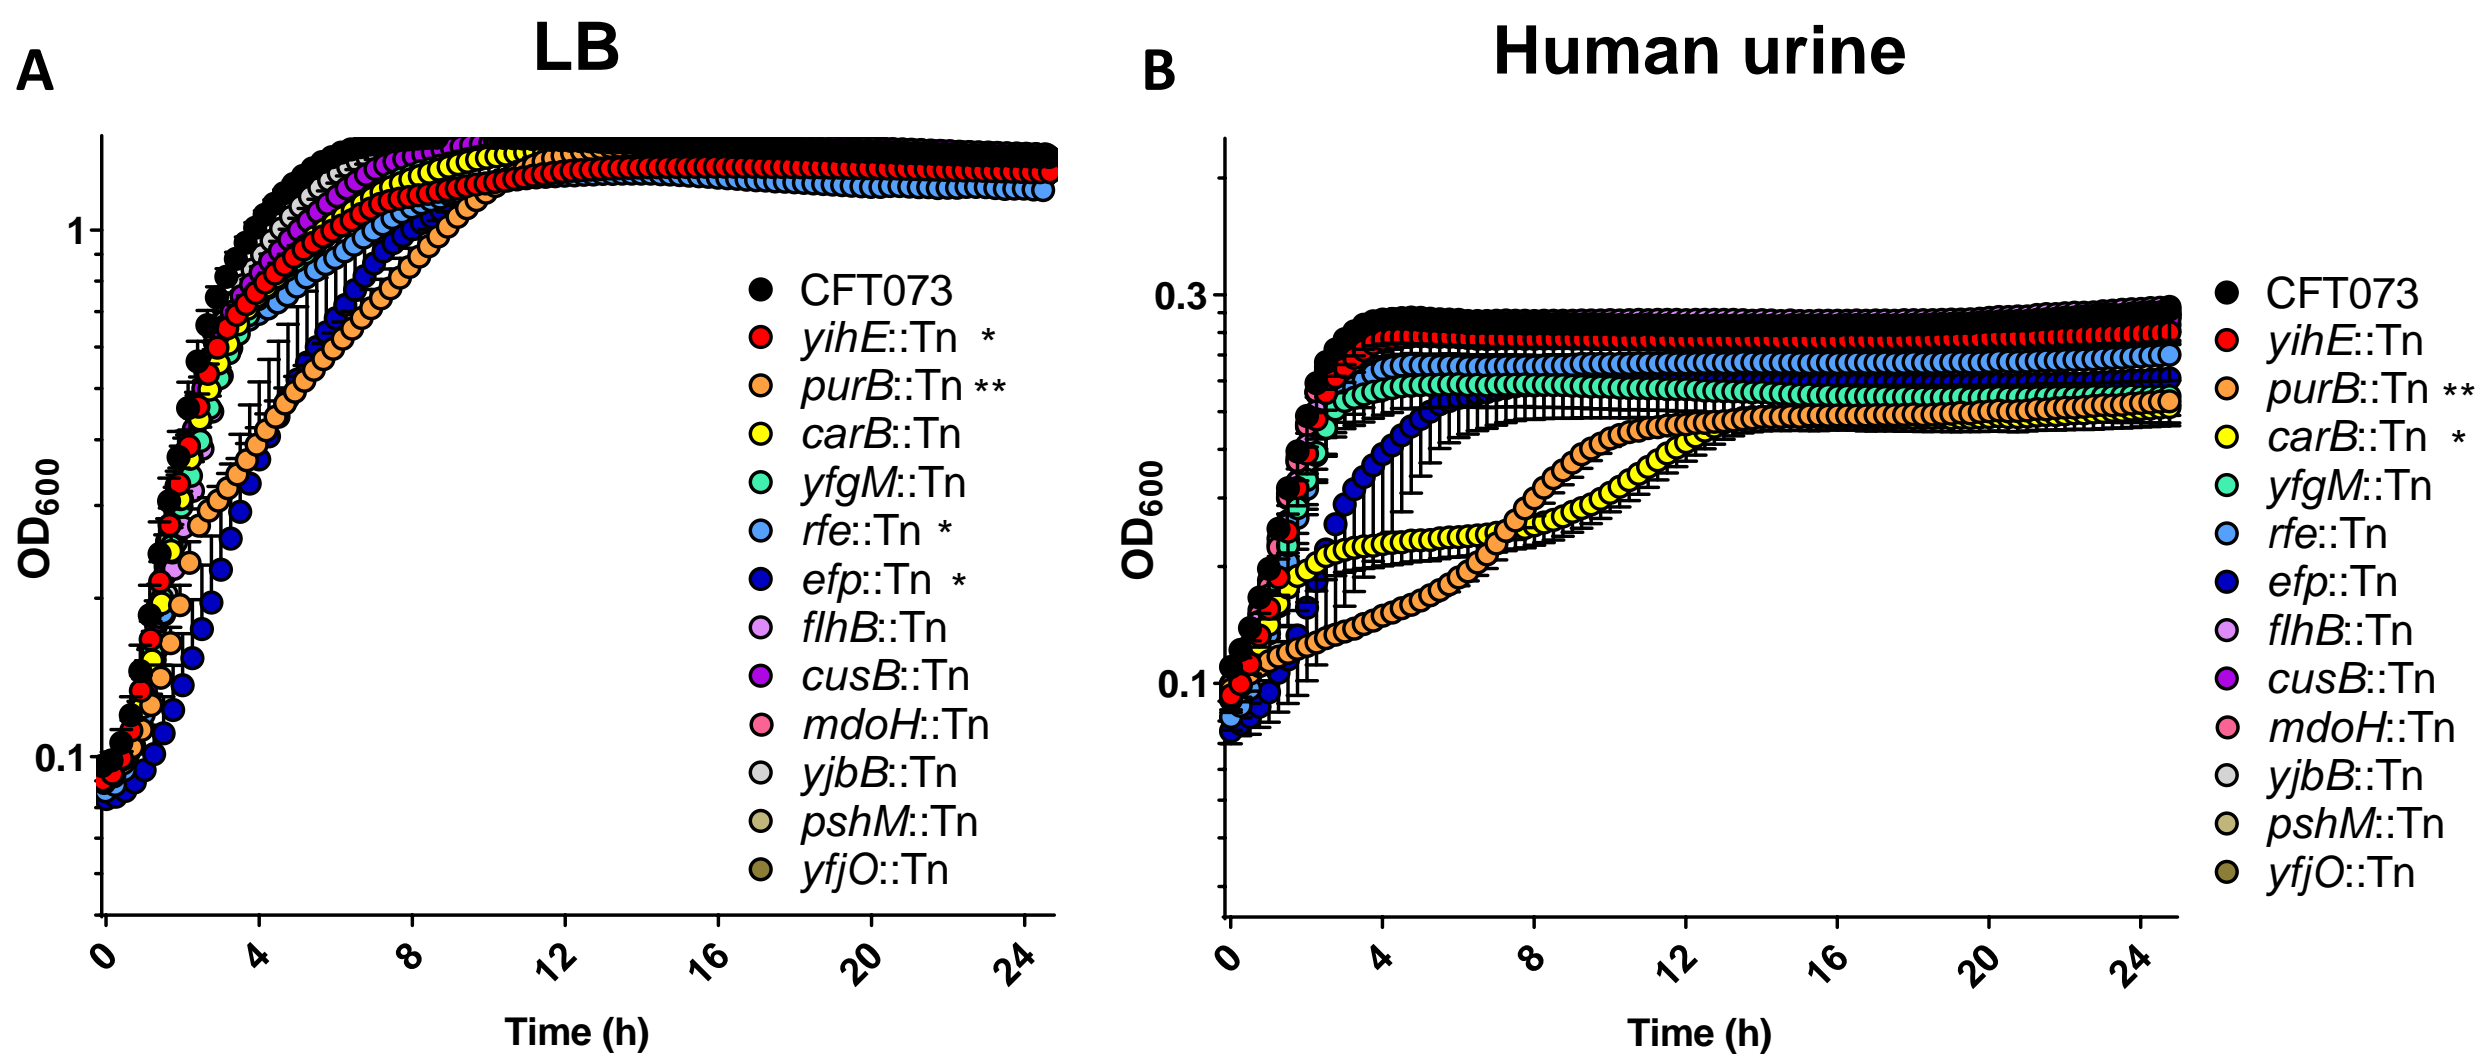 A
LB
1
0.1
OD600
0
4
8
12
16
20
24
Time (h)
CFT073
yihE::Tn *
purB::Tn **
carB::Tn
yfgM::Tn
rfe::Tn *
efp::Tn *
flhB::Tn
cusB::Tn
mdoH::Tn
yjbB::Tn
pshM::Tn
yfjO::Tn
B
Human urine
0.3
0.1
OD600
0
4
8
12
16
20
24
Time (h)
CFT073
yihE::Tn
purB::Tn **
carB::Tn *
yfgM::Tn
rfe::Tn
efp::Tn
flhB::Tn
cusB::Tn
mdoH::Tn
yjbB::Tn
pshM::Tn
yfjO::Tn